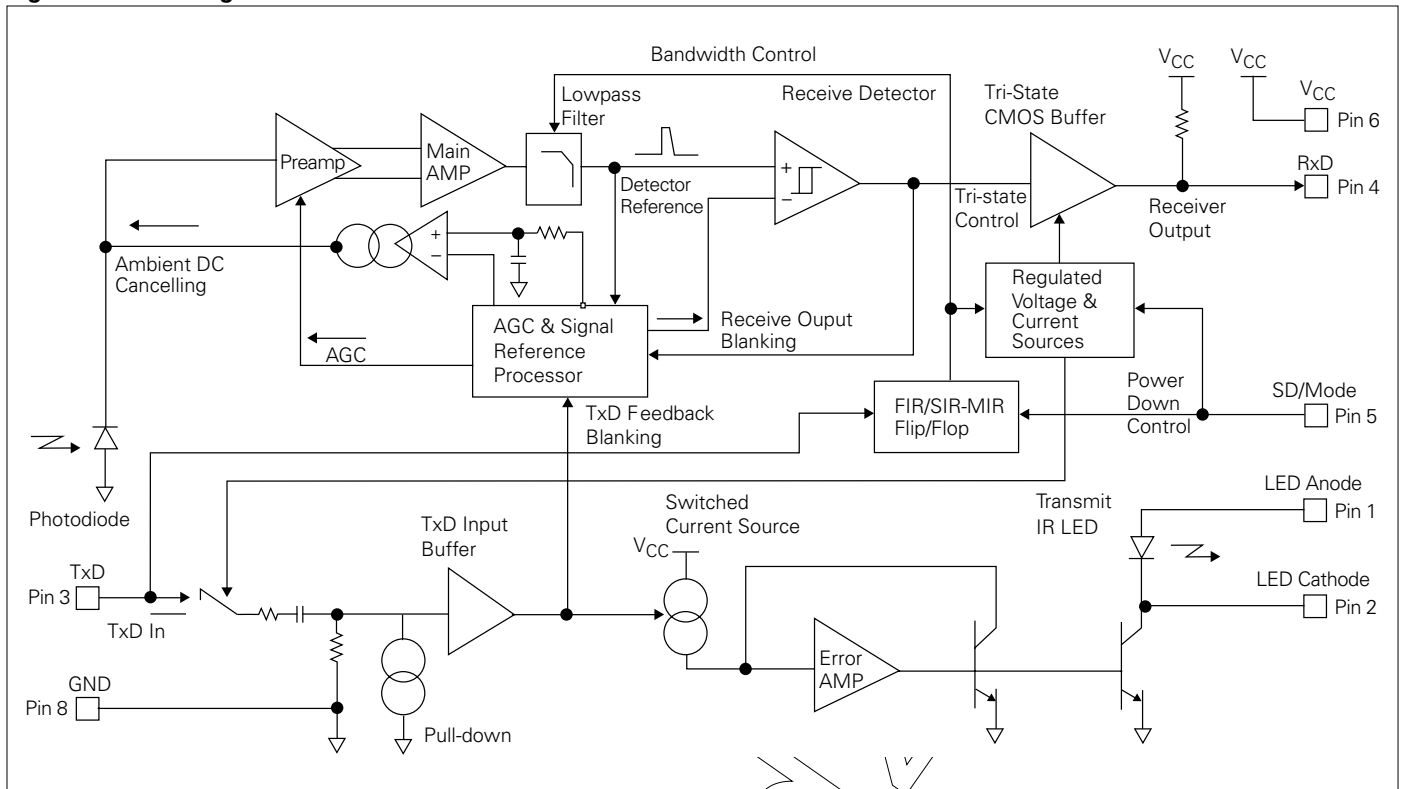 Bandwidth Control
VCC
VCC
VCC
Pin 6
Lowpass
Filter
Receive Detector
Tri-State
CMOS Buffer
Preamp
Main
AMP
+
−
Detector
Reference
RxD
Pin 4
Tri-state
Control
Receiver
Output
+
−
Ambient DC
Cancelling
Regulated
Voltage &
Current
Sources
AGC & Signal
Reference
Processor
Receive Ouput
Blanking
AGC
Power
Down
Control
SD/Mode
Pin 5
FIR/SIR-MIR
Flip/Flop
TxD Feedback
Blanking
Photodiode
LED Anode
Pin 1
Transmit
IR LED
Switched
Current Source
TxD Input
Buffer
VCC
TxD
Pin 3
TxD In
LED Cathode
Pin 2
Error
AMP
GND
Pin 8
Pull-down